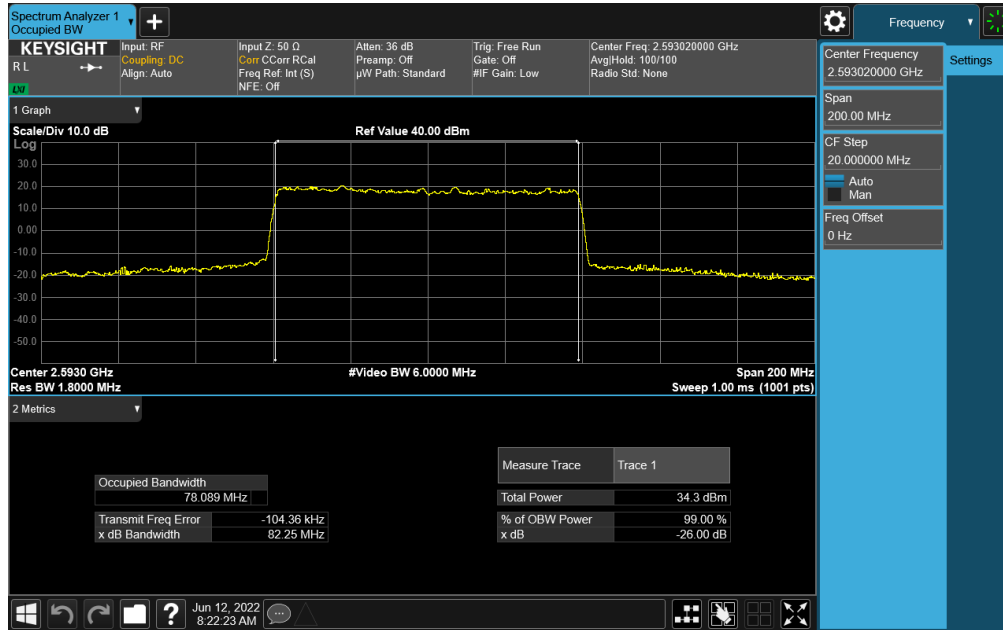 Spectrum Analyzer 1
Occupied BW
Frequency
KEYSIGHT
R L
LXI
Input: RF
Coupling: DC
Align: Auto
Input Z: 50 Ω
Corr CCorr RCal
Freq Ref: Int (S)
NFE: Off
Atten: 36 dB
Preamp: Off
µW Path: Standard
Trig: Free Run
Gate: Off
#IF Gain: Low
Center Freq: 2.593020000 GHz
Avg|Hold: 100/100
Radio Std: None
Center Frequency
2.593020000 GHz
Settings
Span
200.00 MHz
CF Step
20.000000 MHz
Auto
Man
Freq Offset
0 Hz
1 Graph
Scale/Div 10.0 dB
Ref Value 40.00 dBm
Log
30.0
20.0
10.0
0.00
-10.0
-20.0
-30.0
-40.0
-50.0
Center 2.5930 GHz
#Video BW 6.0000 MHz
Span 200 MHz
Res BW 1.8000 MHz
Sweep 1.00 ms (1001 pts)
2 Metrics
Measure Trace Trace 1
Occupied Bandwidth
78.089 MHz
Total Power 34.3 dBm
Transmit Freq Error -104.36 kHz
% of OBW Power 99.00 %
x dB Bandwidth 82.25 MHz
x dB -26.00 dB
Jun 12, 2022
8:22:23 AM